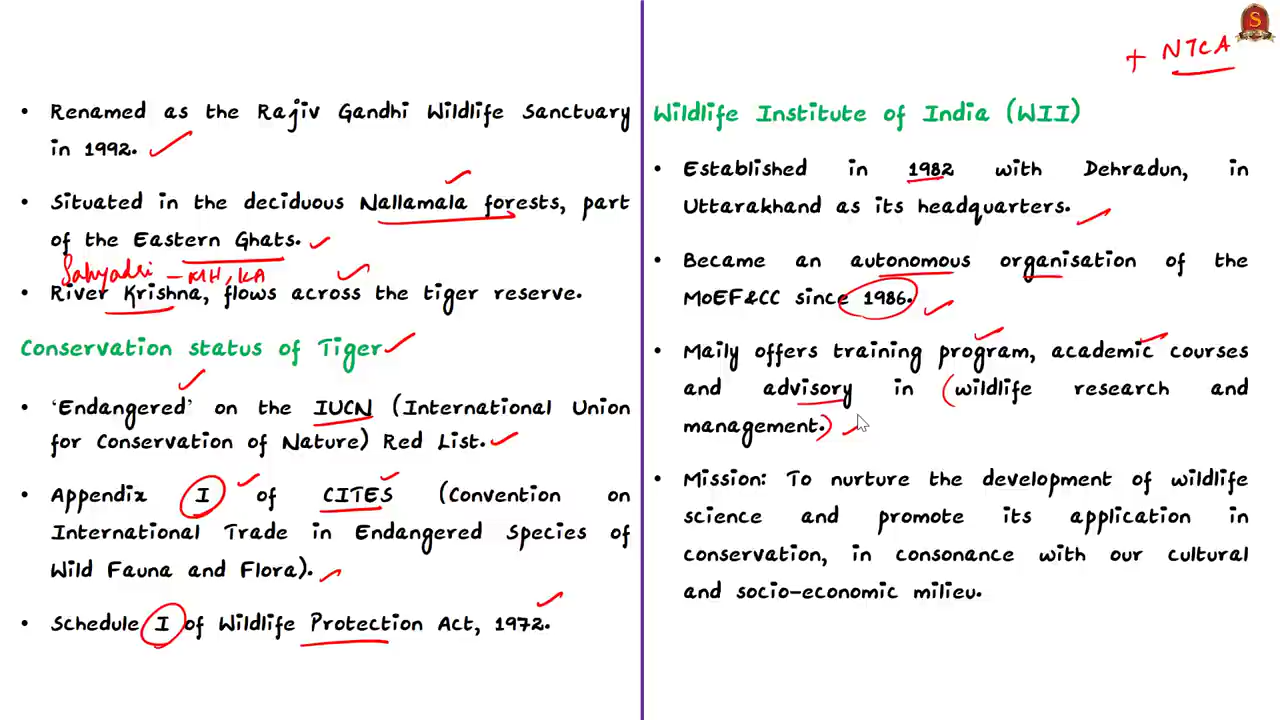 + NTCA
S
• Renamed as the Rajiv Gandhi Wildlife Sanctuary
in 1992.
• Situated in the deciduous Nallamala forests, part
of the Eastern Ghats.
Sahyadri - MH, KA
• River Krishna, flows across the tiger reserve.
Conservation status of Tiger
• 'Endangered' on the IUCN (International Union
for Conservation of Nature) Red List.
• Appendix I of CITES (Convention on
International Trade in Endangered Species of
Wild Fauna and Flora).
• Schedule I of Wildlife Protection Act, 1972.
Wildlife Institute of India (WII)
• Established in 1982 with Dehradun, in
Uttarakhand as its headquarters.
• Became an autonomous organisation of the
MoEF&CC since 1986.
• Maily offers training program, academic courses
and advisory in (wildlife research and
management.)
• Mission: To nurture the development of wildlife
science and promote its application in
conservation, in consonance with our cultural
and socio-economic milieu.